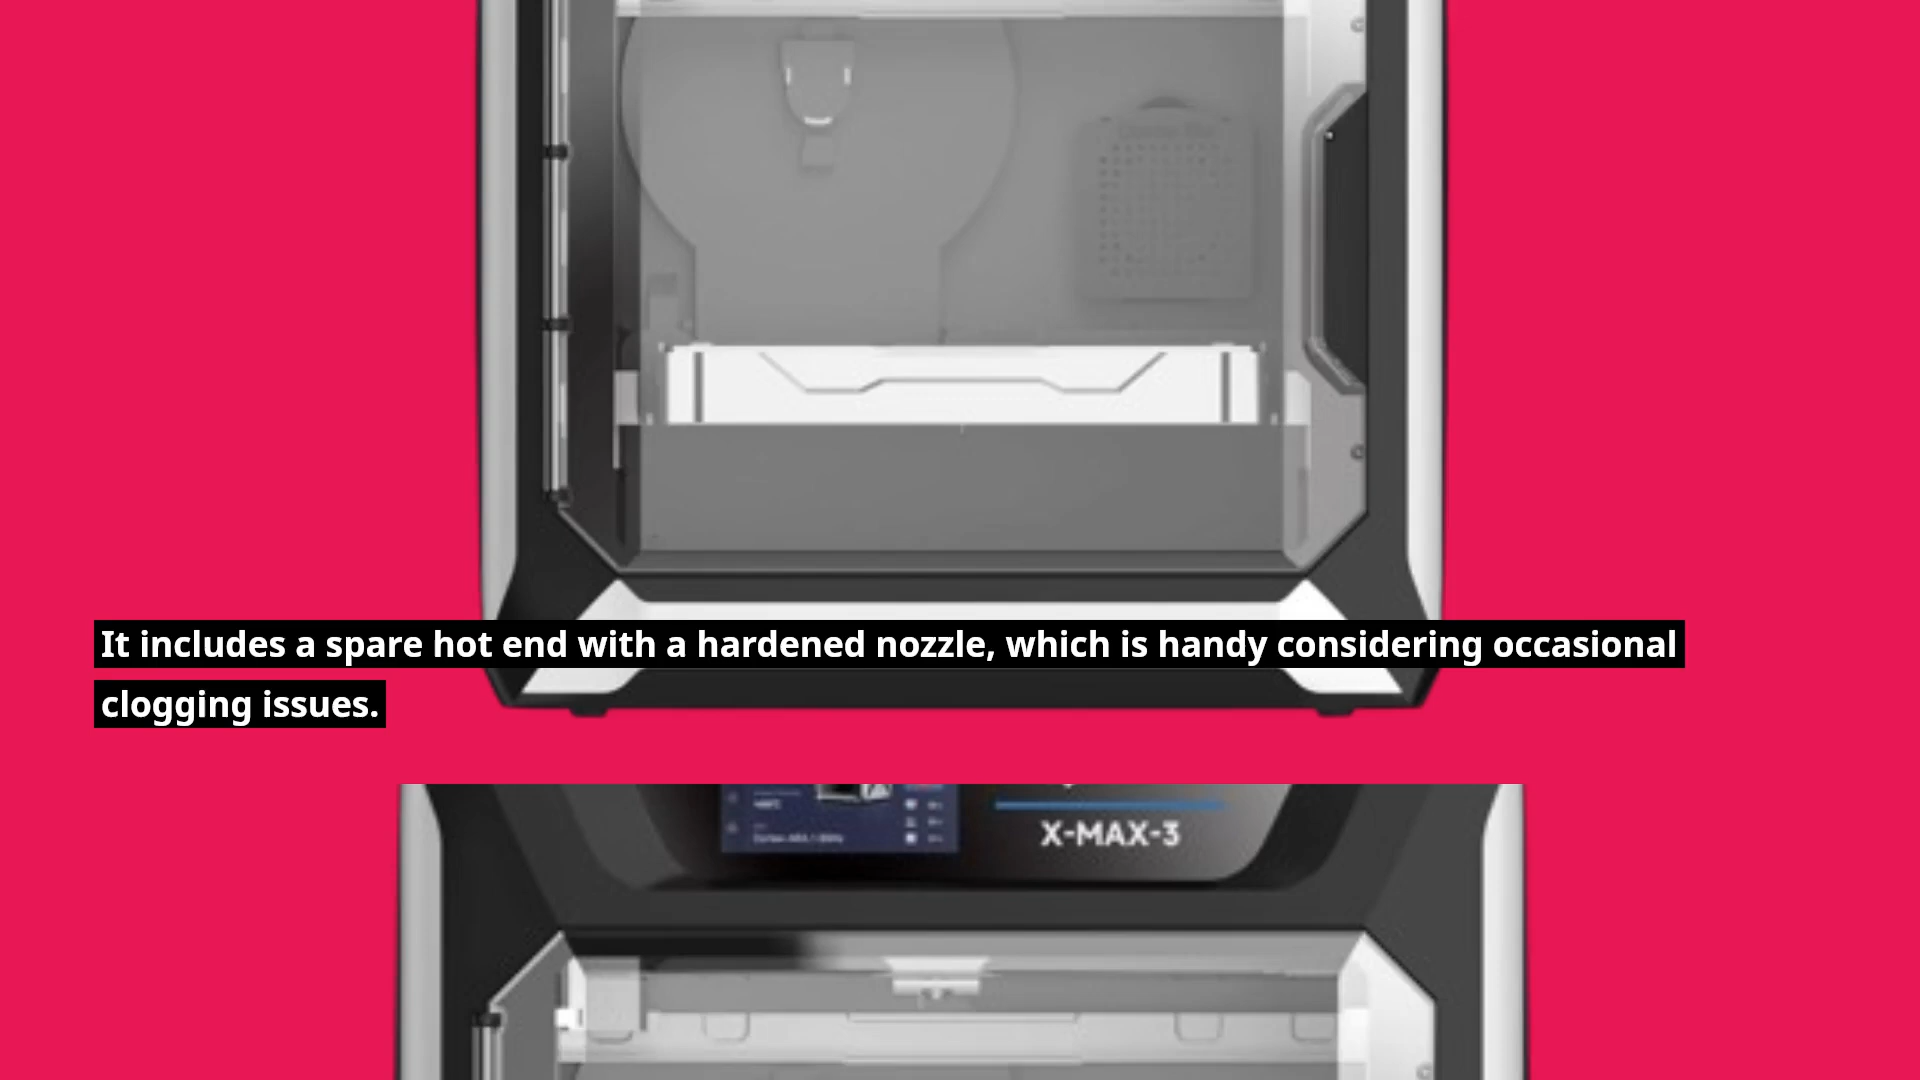 It includes a spare hot end with a hardened nozzle, which is handy considering occasional
clogging issues.
X-MAX-3